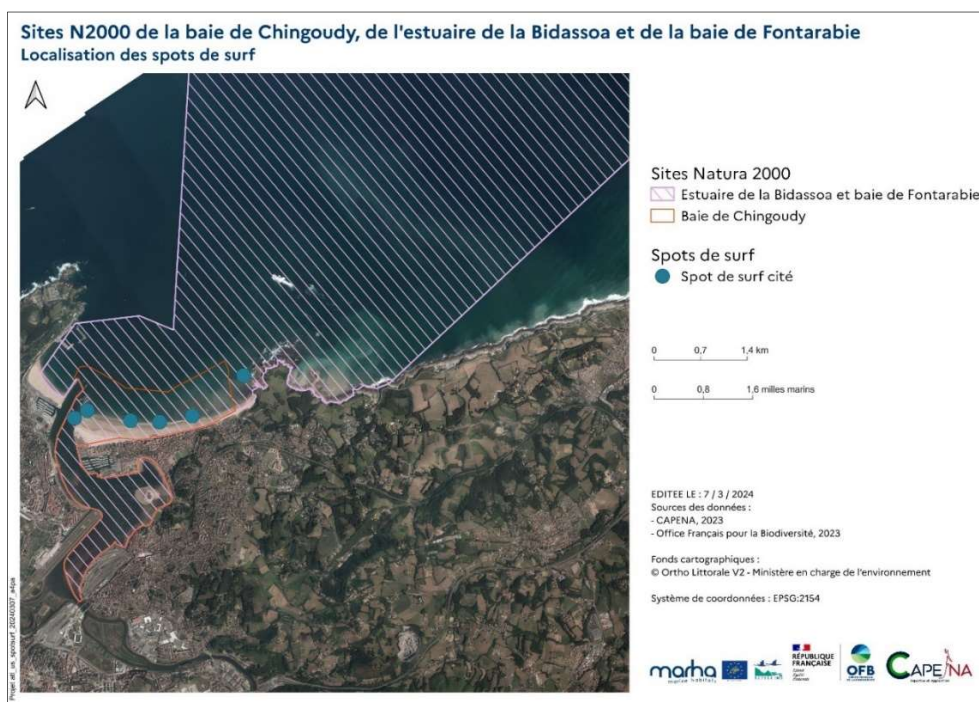 Sites N2000 de la baie de Chingoudy, de l'estuaire de la Bidassoa et de la baie de Fontarabie
Localisation des spots de surf
Sites Natura 2000
Estuaire de la Bidassoa et baie de Fontarabie
Baie de Chingoudy
Spots de surf
Spot de surf cité
0 0,7 1,4 km
0 0,8 1,6 milles marins
EDITEE LE : 7 / 3 / 2024
Sources des données :
- CAPENA, 2023
- Office Français pour la Biodiversité, 2023
Fonds cartographiques :
© Ortho Littorale V2 - Ministère en charge de l'environnement
Système de coordonnées : EPSG:2154
marha
marine habitats
RÉPUBLIQUE
FRANÇAISE
OFB
CAPENA